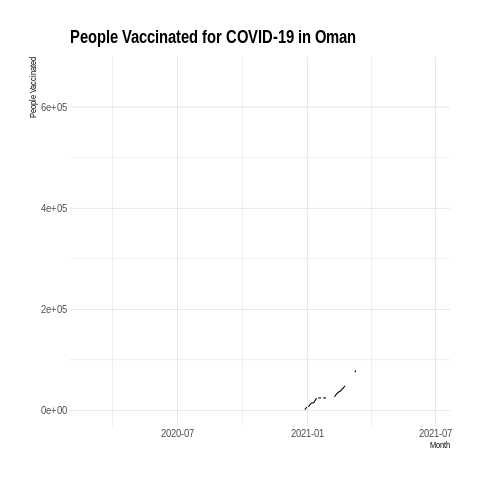 People Vaccinated for COVID-19 in Oman
People Vaccinated
6e+05
4e+05
2e+05
0e+00
2020-07 2021-01 2021-07
Month